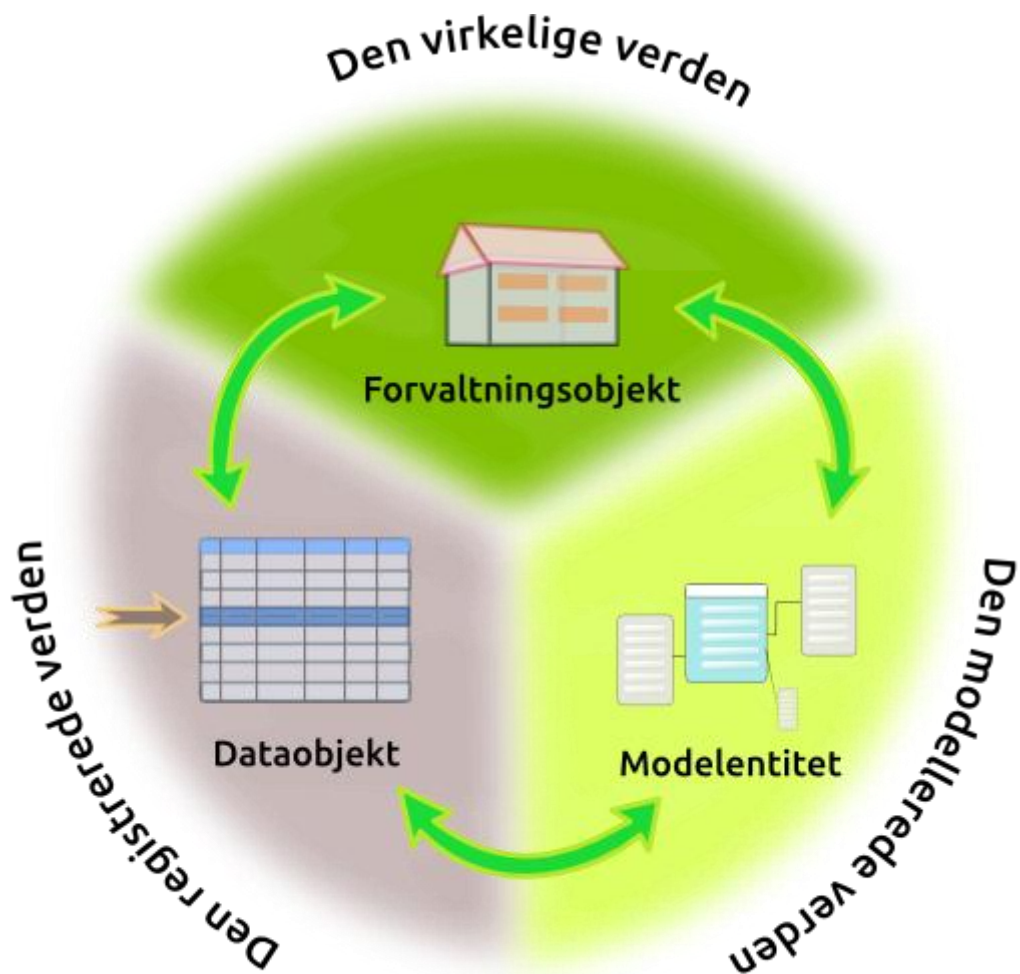 Den virkelige verden
Forvaltningsobjekt
Den registrerede verden
Dataobjekt
Modelentitet
Den modellerede verden